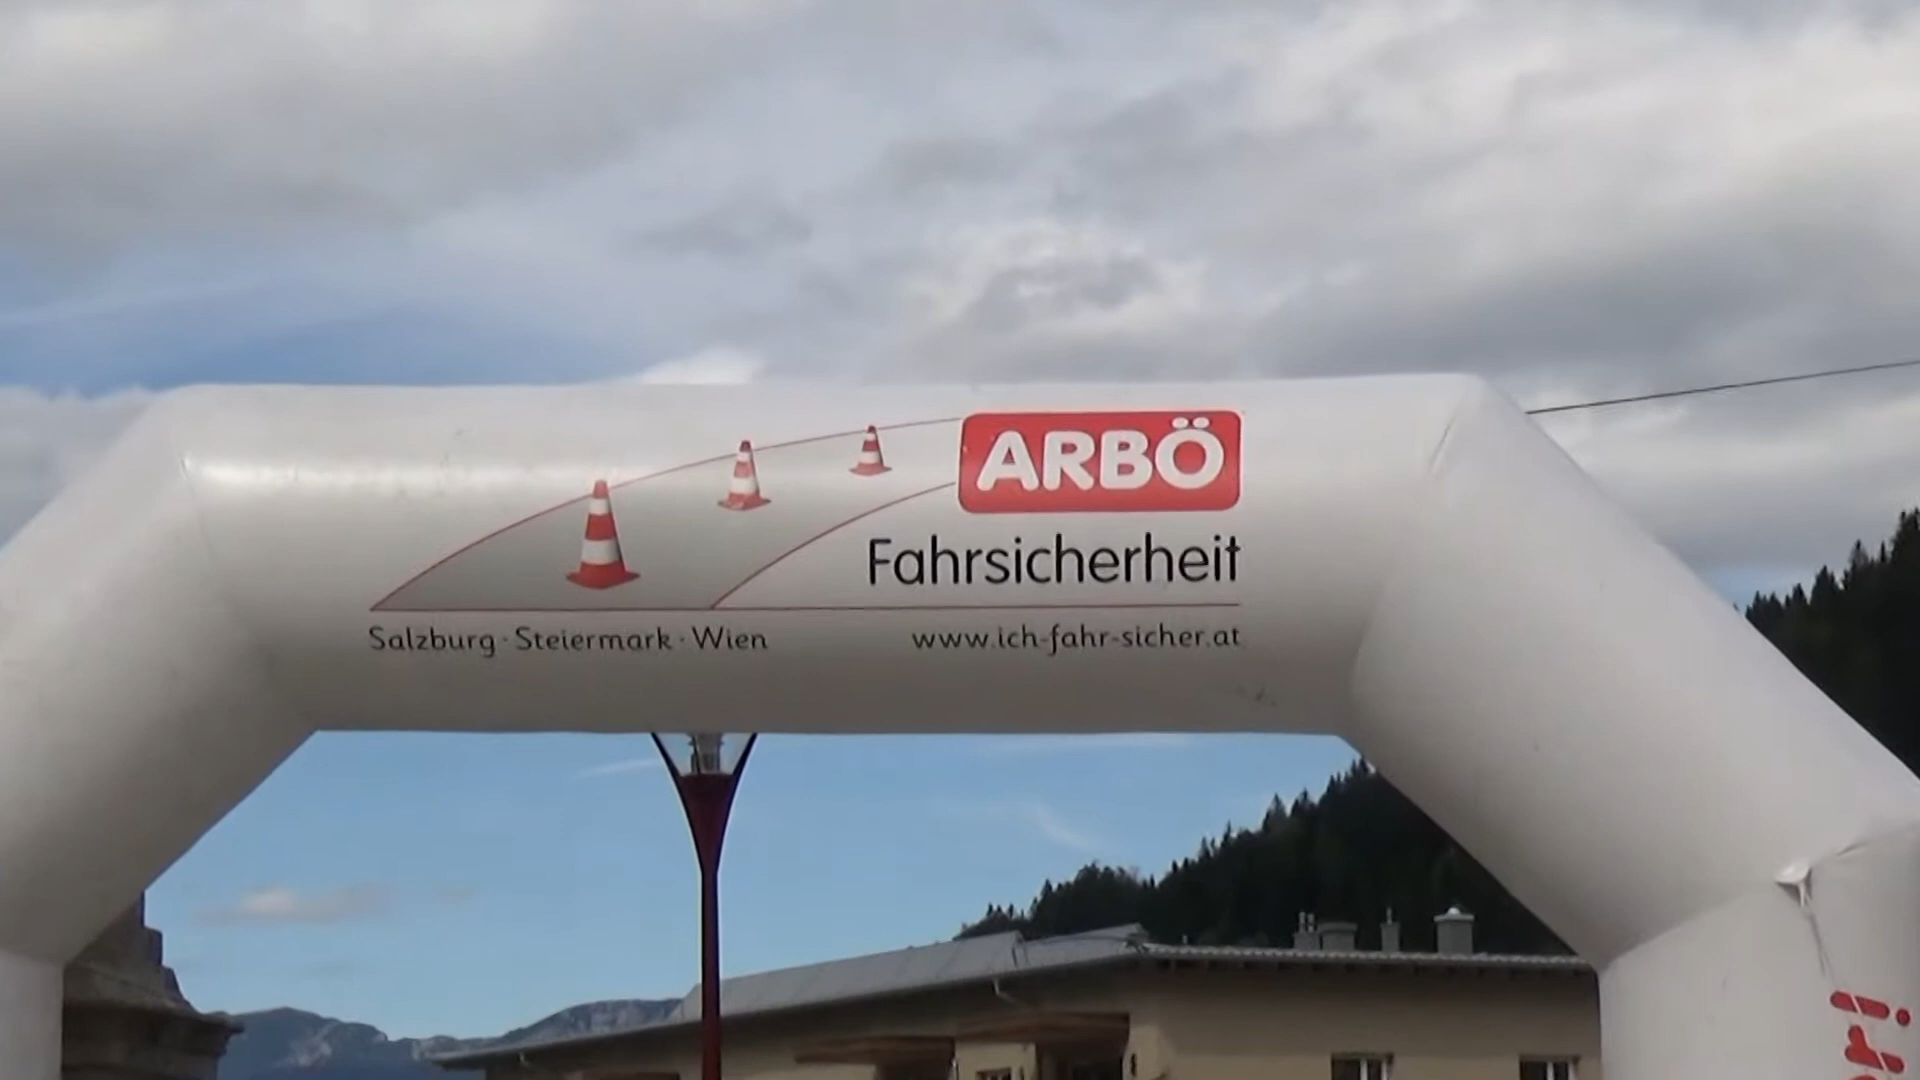 ARBÖ
Fahrsicherheit
Salzburg · Steiermark · Wien
www.ich-fahr-sicher.at